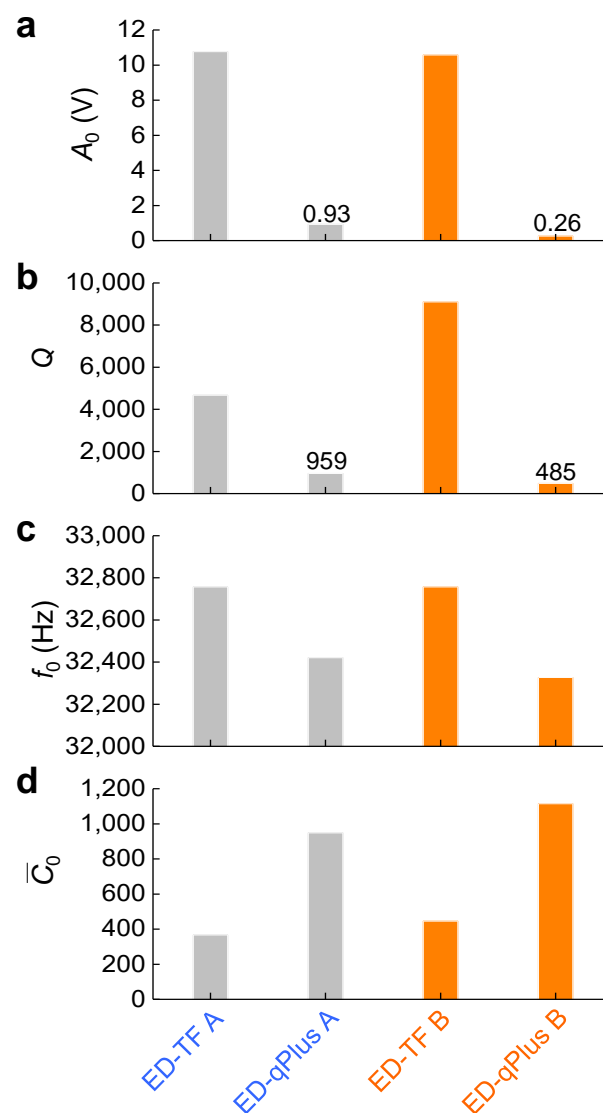 a
A₀ (V)
12
10
8
6
4
2
0
0.93
0.26
b
Q
10,000
8,000
6,000
4,000
2,000
0
959
485
c
f₀ (Hz)
33,000
32,800
32,600
32,400
32,200
32,000
d
C̅₀
1,200
1,000
800
600
400
200
0
ED-TF A
ED-qPlus A
ED-TF B
ED-qPlus B